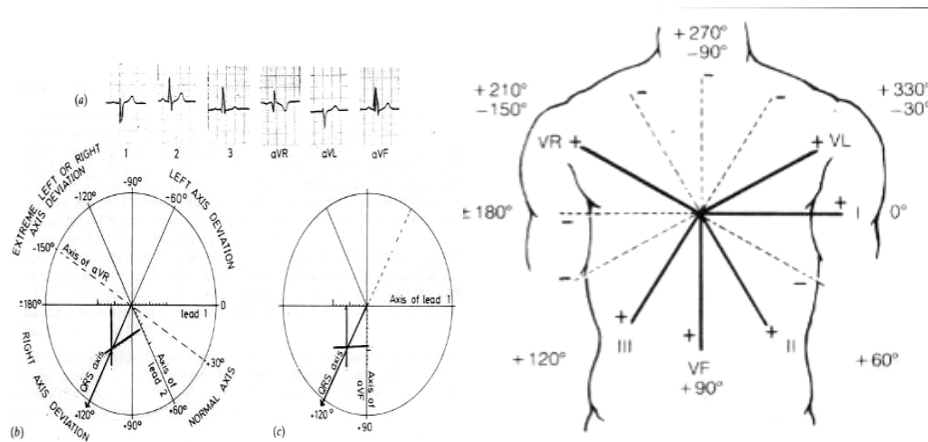 (a)
1 2 3 aVR aVL aVF
EXTREME LEFT OR RIGHT
AXIS DEVIATION
LEFT AXIS DEVIATION
-90°
-120°
-60°
-150°
Axis of aVR
±180°
0
lead 1
+30°
NORMAL AXIS
RIGHT AXIS DEVIATION
QRS axis
Axis of
lead 2
+120°
+90°
+60°
(b)
Axis of lead 1
QRS axis
Axis of
aVF
+120°
+90
(c)
+270°
-90°
+210°
-150°
+330°
-30°
- - -
VR +
+ VL
±180°
-
+ I
0°
- -
+ III
+ VF
+ II
+120°
+90°
+60°